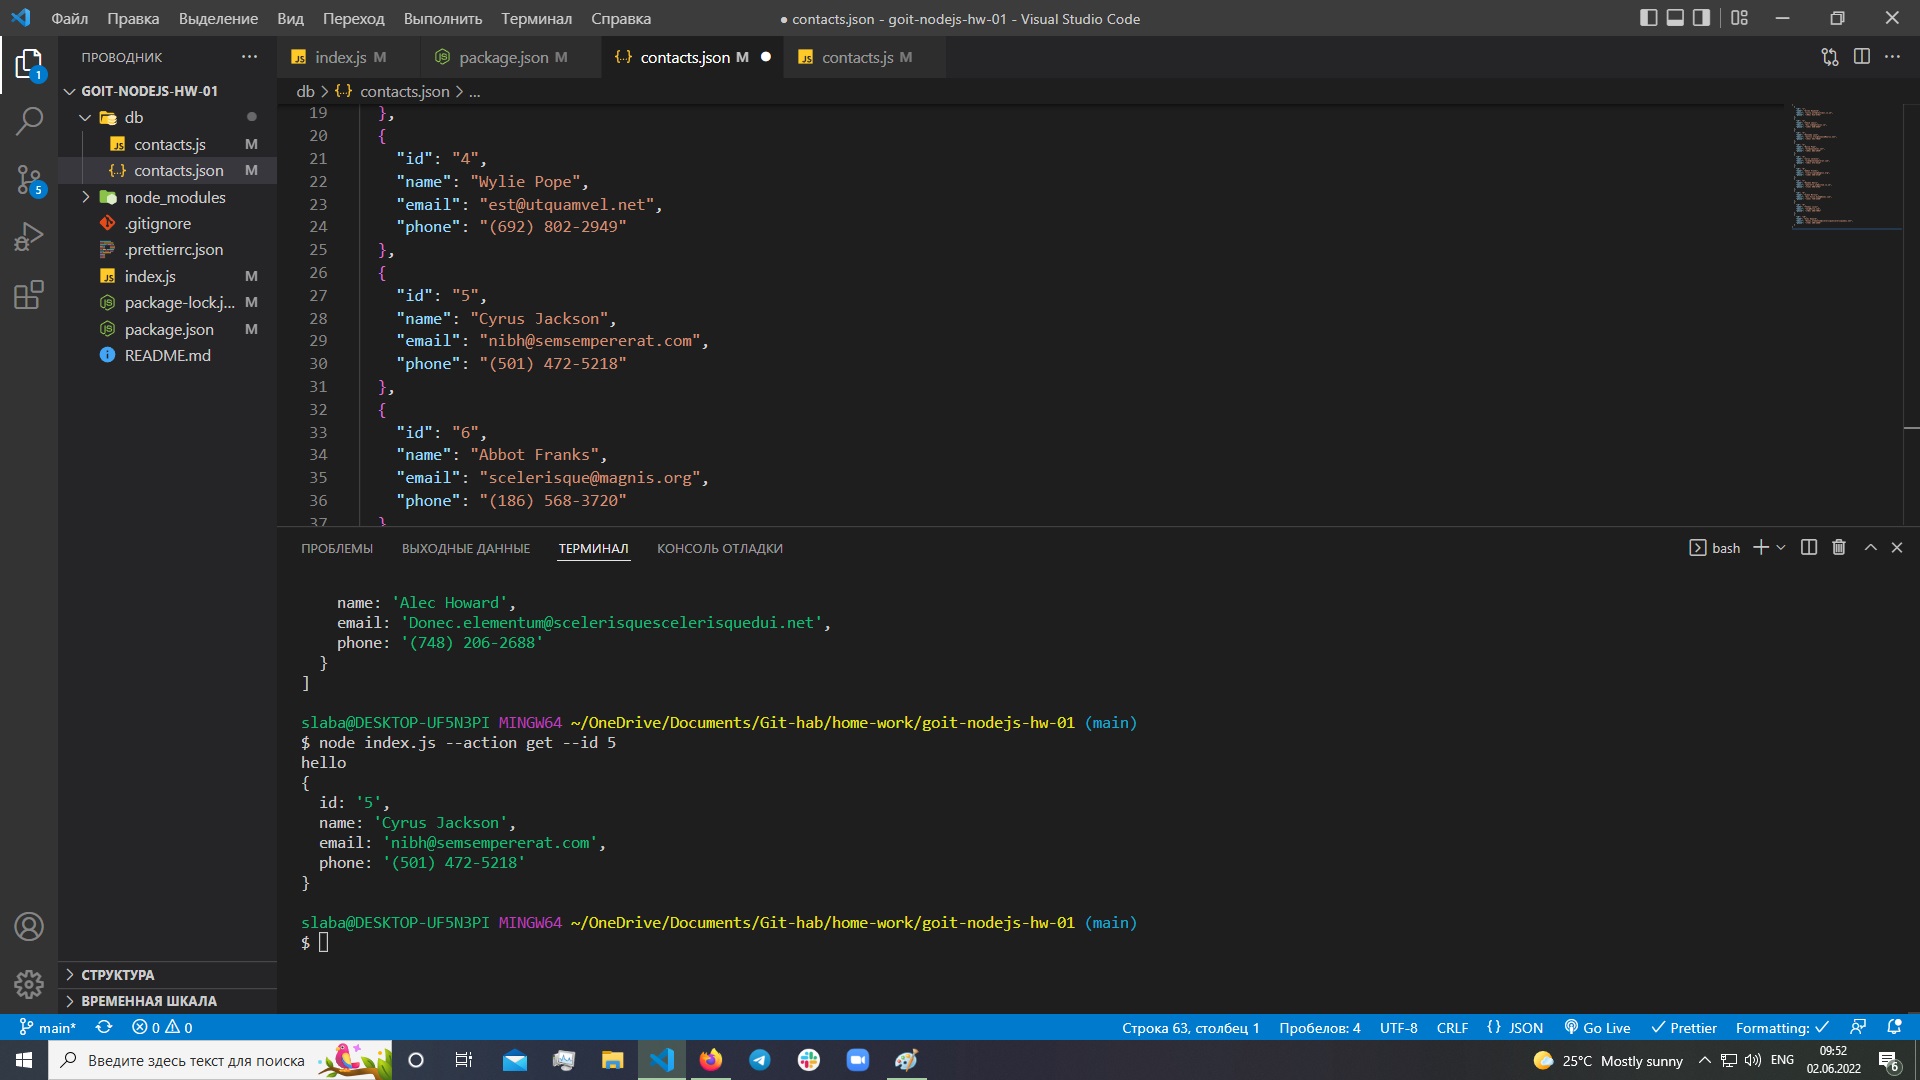 Файл Правка Выделение Вид Переход Выполнить Терминал Справка
● contacts.json - goit-nodejs-hw-01 - Visual Studio Code
ПРОВОДНИК
GOIT-NODEJS-HW-01
db
contacts.js M
contacts.json M
node_modules
.gitignore
.prettierrc.json
index.js M
package-lock.j... M
package.json M
README.md
СТРУКТУРА
ВРЕМЕННАЯ ШКАЛА
1
5
index.js M
package.json M
contacts.json M
contacts.js M
db > contacts.json > ...
19 },
20 {
21 "id": "4",
22 "name": "Wylie Pope",
23 "email": "est@utquamvel.net",
24 "phone": "(692) 802-2949"
25 },
26 {
27 "id": "5",
28 "name": "Cyrus Jackson",
29 "email": "nibh@semsempererat.com",
30 "phone": "(501) 472-5218"
31 },
32 {
33 "id": "6",
34 "name": "Abbot Franks",
35 "email": "scelerisque@magnis.org",
36 "phone": "(186) 568-3720"
37 }
ПРОБЛЕМЫ ВЫХОДНЫЕ ДАННЫЕ ТЕРМИНАЛ КОНСОЛЬ ОТЛАДКИ
bash
name: 'Alec Howard',
email: 'Donec.elementum@scelerisquescelerisquedui.net',
phone: '(748) 206-2688'
}
]
slaba@DESKTOP-UF5N3PI MINGW64 ~/OneDrive/Documents/Git-hab/home-work/goit-nodejs-hw-01 (main)
$ node index.js --action get --id 5
hello
{
id: '5',
name: 'Cyrus Jackson',
email: 'nibh@semsempererat.com',
phone: '(501) 472-5218'
}
slaba@DESKTOP-UF5N3PI MINGW64 ~/OneDrive/Documents/Git-hab/home-work/goit-nodejs-hw-01 (main)
$
main* 0 0
Строка 63, столбец 1 Пробелов: 4 UTF-8 CRLF {} JSON Go Live Prettier Formatting:
Введите здесь текст для поиска
25°C Mostly sunny ENG
09:52
02.06.2022
6